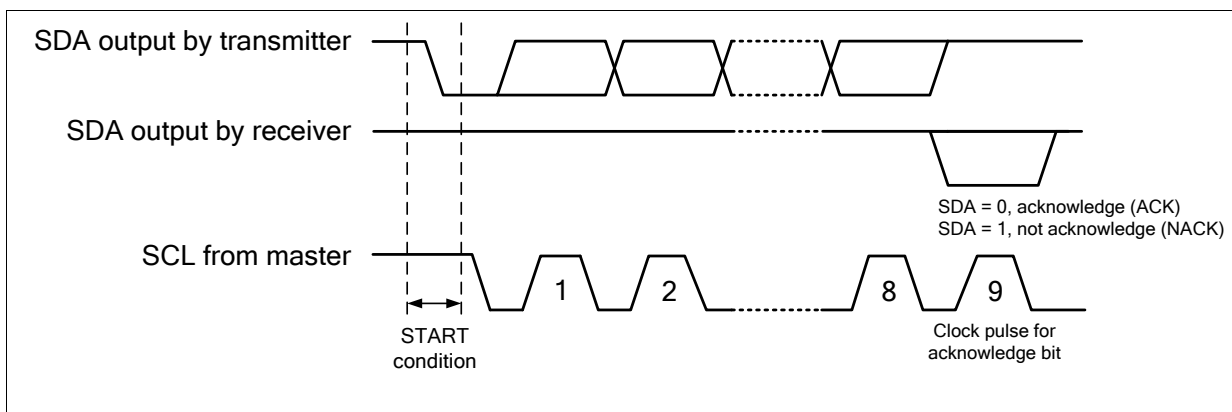 SDA output by transmitter
SDA output by receiver
SDA = 0, acknowledge (ACK)
SDA = 1, not acknowledge (NACK)
SCL from master
1
2
8
9
START
condition
Clock pulse for
acknowledge bit